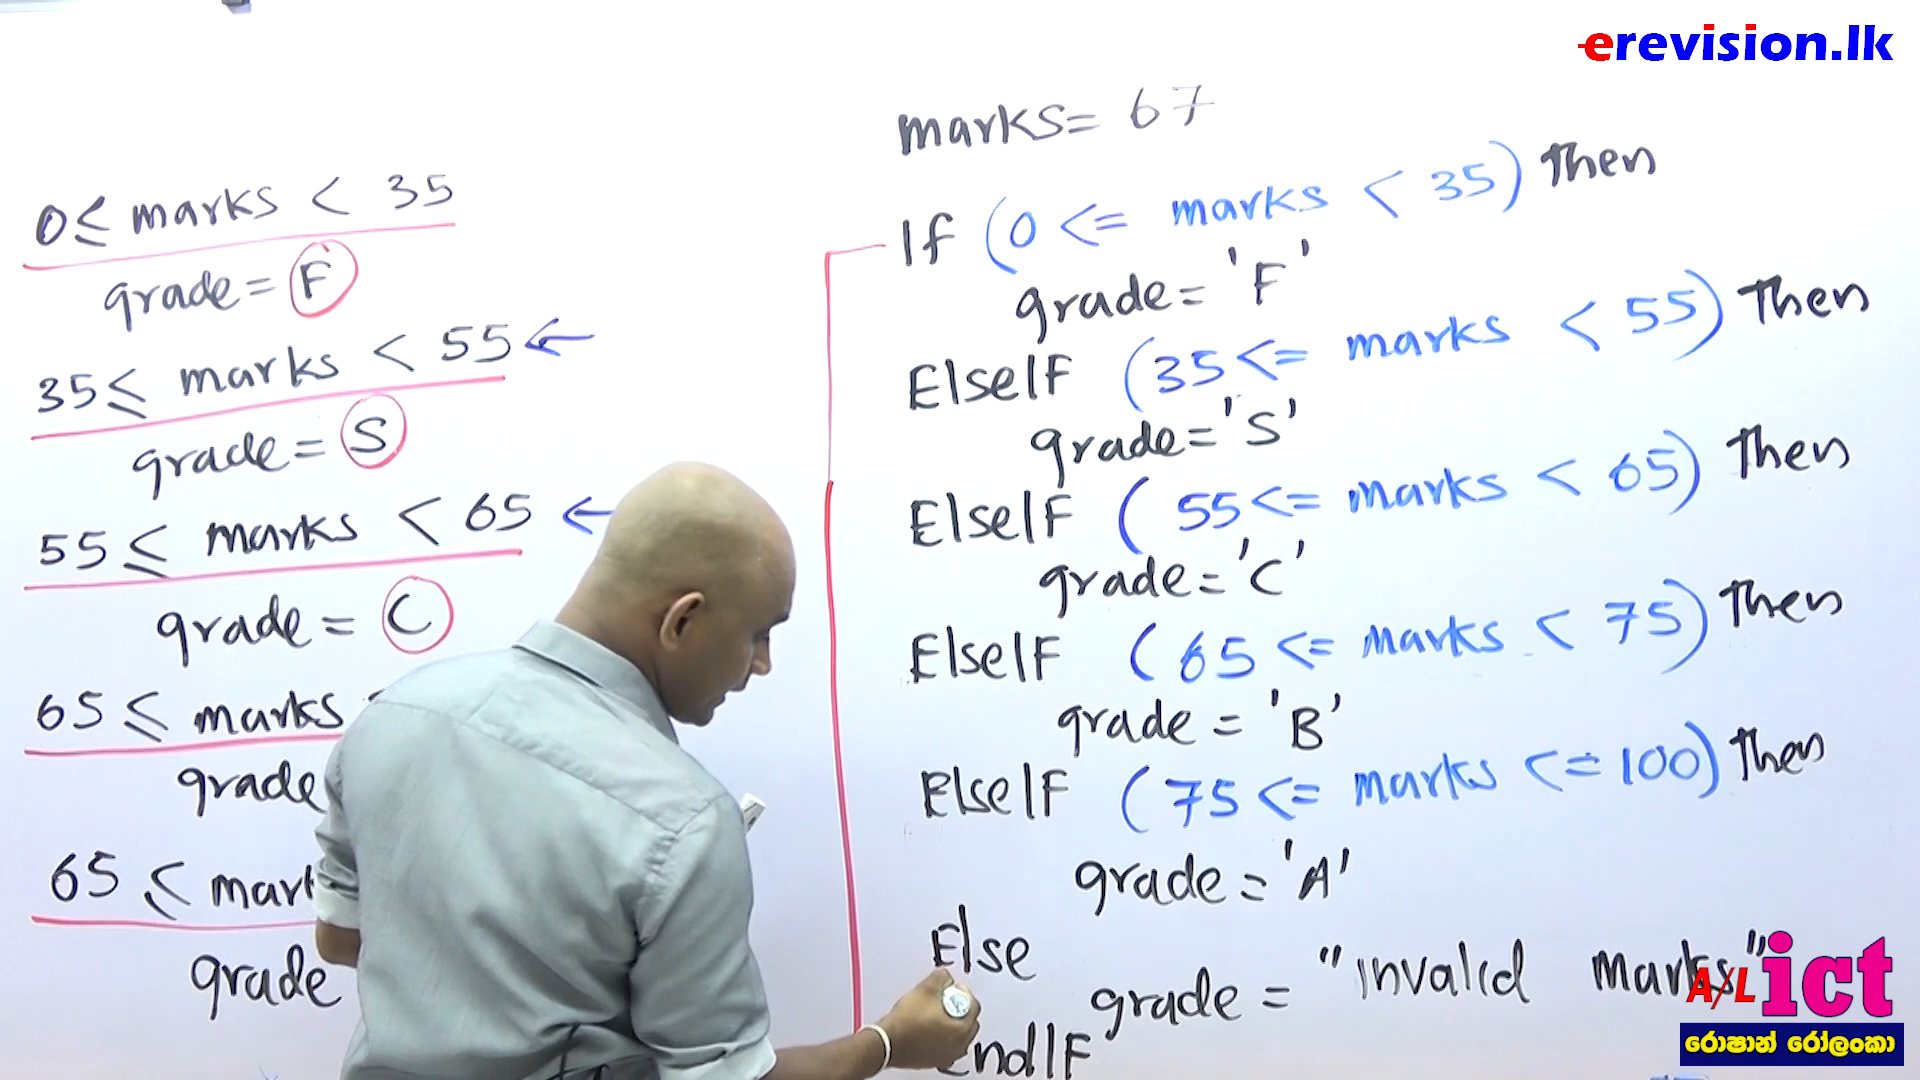 erevision.lk
0≤ marks < 35
grade = F
35≤ marks < 55 ←
grade = S
55≤ marks < 65 ←
grade = C
65≤ marks
grade
65≤
grade
marks= 67
If (0 <= marks < 35) Then
grade= 'F'
ElseIF (35<= marks < 55) Then
grade= 'S'
ElseIF (55<= marks < 65) Then
grade= 'C'
ElseIF (65 <= marks < 75) Then
grade = 'B'
ElseIF (75 <= marks <= 100) Then
grade = 'A'
Else
grade = "invalid marks"
EndIF
A/L ict
රොෂාන් රෝලංකා